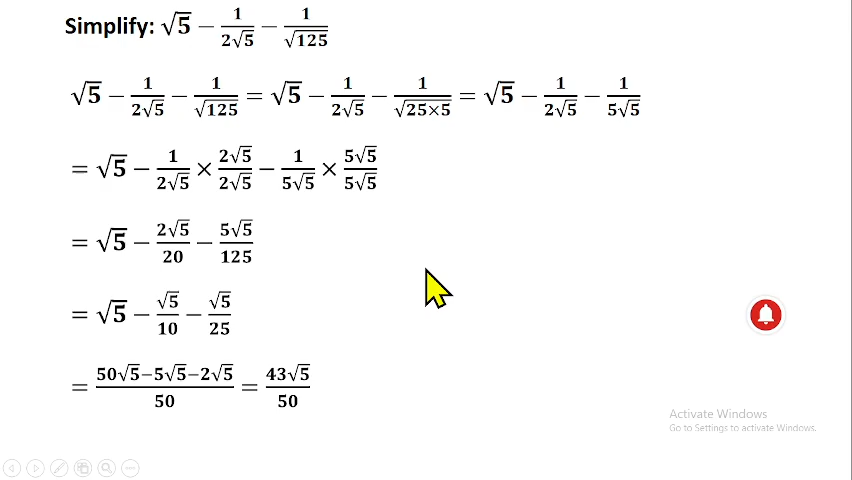 Simplify: √5 − 1/(2√5) − 1/√125
√5 − 1/(2√5) − 1/√125 = √5 − 1/(2√5) − 1/√(25×5) = √5 − 1/(2√5) − 1/(5√5)
= √5 − 1/(2√5) × (2√5)/(2√5) − 1/(5√5) × (5√5)/(5√5)
= √5 − (2√5)/20 − (5√5)/125
= √5 − √5/10 − √5/25
= (50√5−5√5−2√5)/50 = (43√5)/50
Activate Windows
Go to Settings to activate Windows.